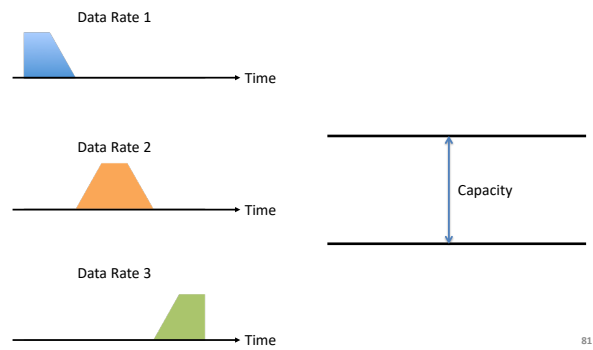 Data Rate 1
Time
Data Rate 2
Time
Data Rate 3
Time
Capacity
81